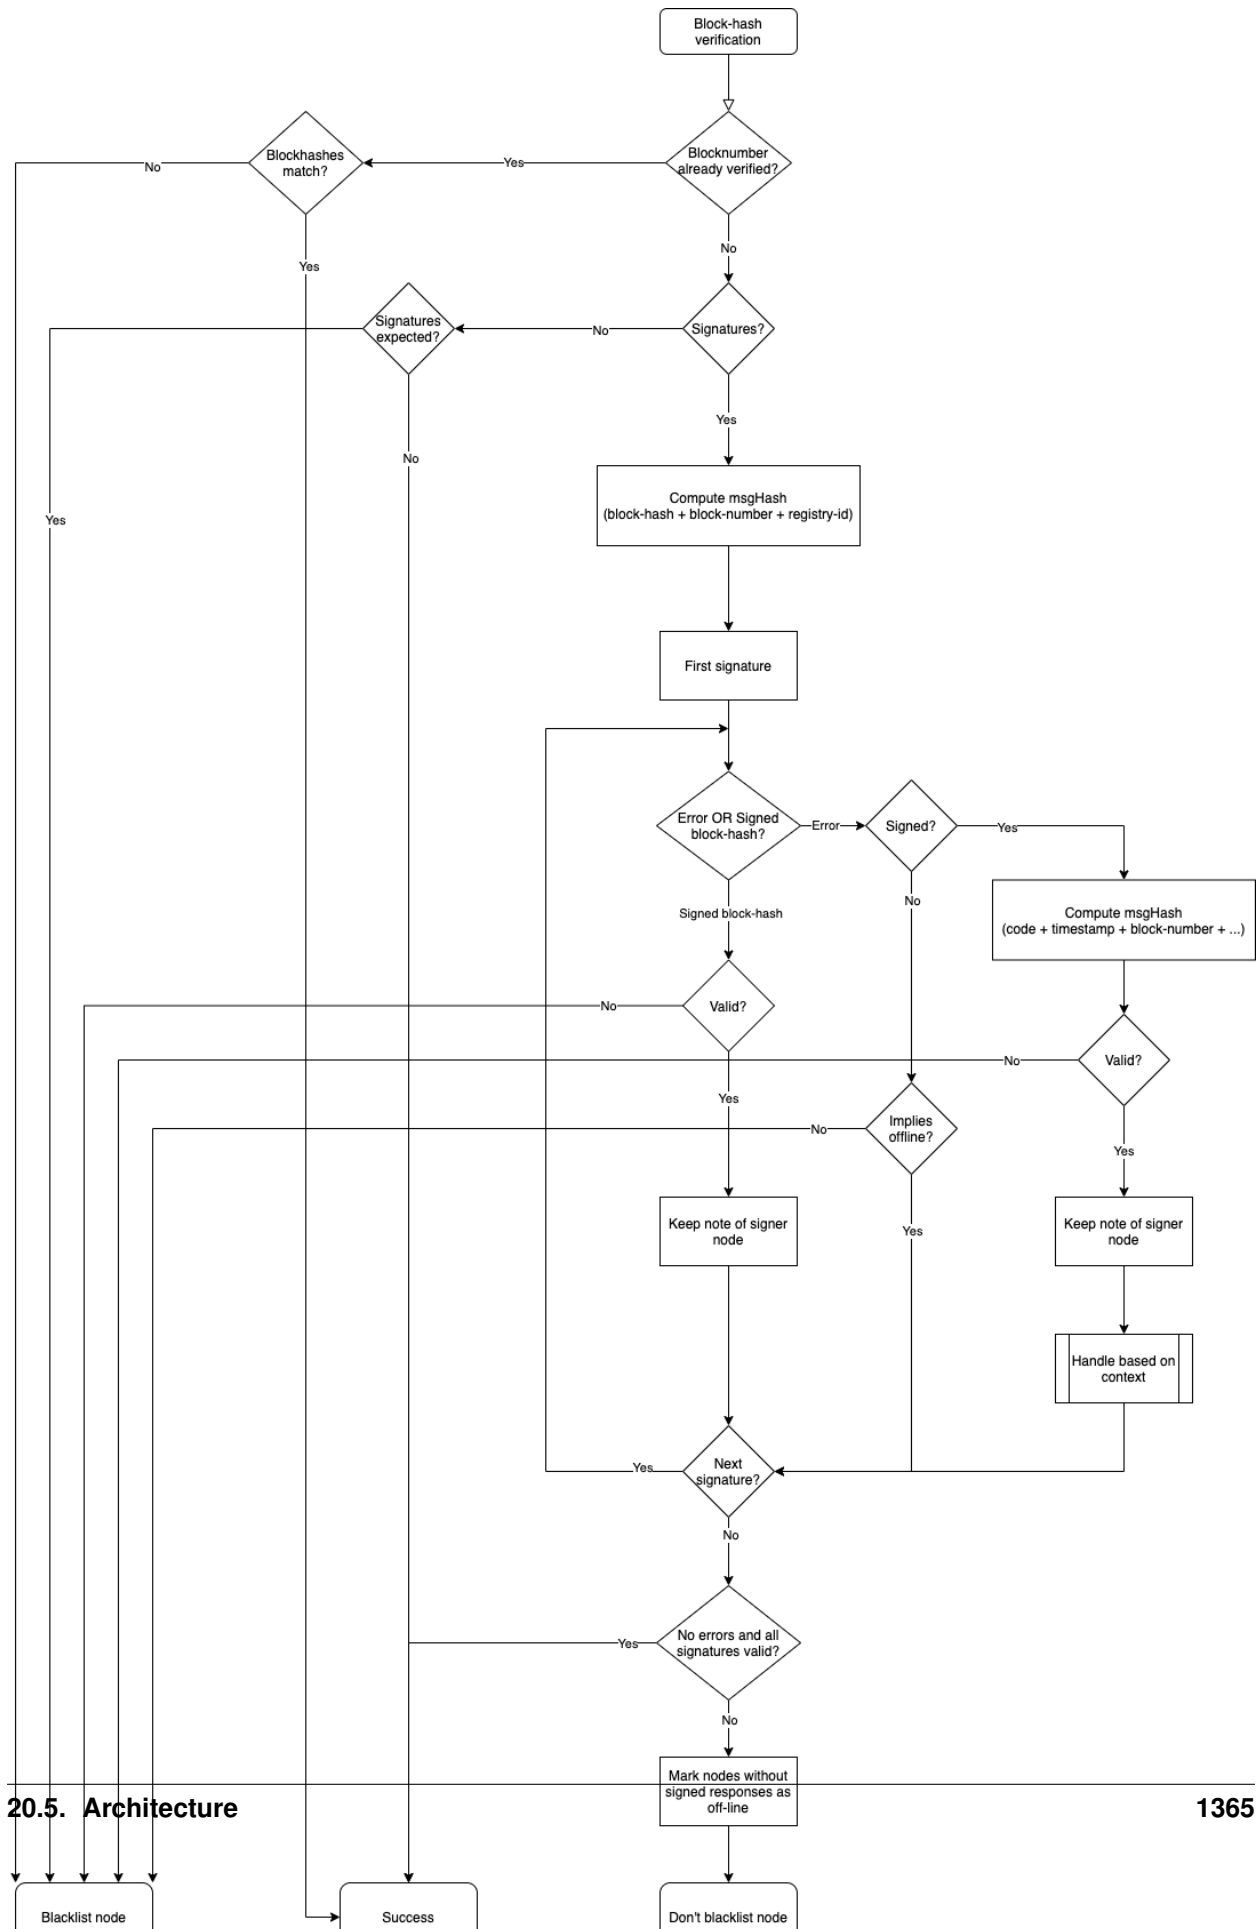 Block-hash
verification
Blocknumber
already verified?
Yes
Blockhashes
match?
No
Yes
No
Signatures?
No
Signatures
expected?
Yes
No
Yes
Compute msgHash
(block-hash + block-number + registry-id)
First signature
Error OR Signed
block-hash?
Error
Signed?
Yes
Signed block-hash
No
Compute msgHash
(code + timestamp + block-number + ...)
Valid?
No
Valid?
No
Yes
Implies
offline?
No
Yes
Yes
Keep note of signer
node
Keep note of signer
node
Yes
Handle based on
context
Next
signature?
Yes
No
No errors and all
signatures valid?
Yes
No
Mark nodes without
signed responses as
off-line
20.5. Architecture
1365
Blacklist node
Success
Don't blacklist node